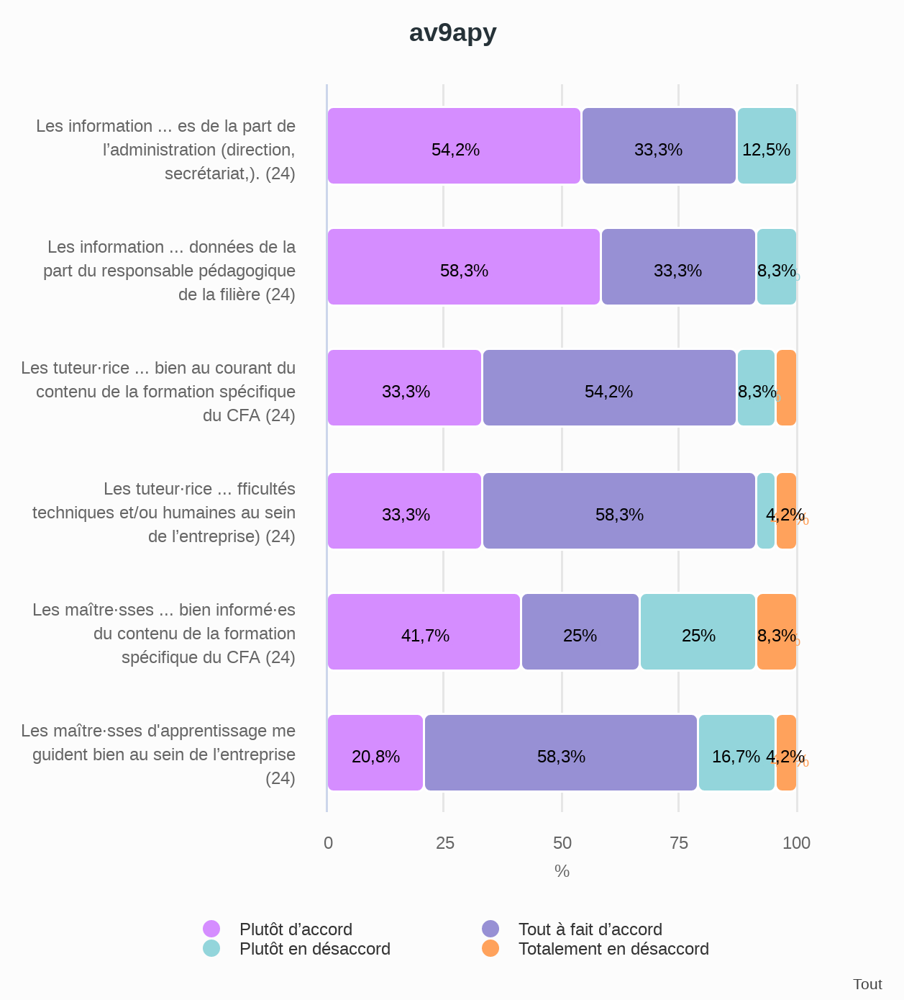 av9apy
Les information ... es de la part de
l’administration (direction,
secrétariat,). (24)
54,2%
33,3%
12,5%
Les information ... données de la
part du responsable pédagogique
de la filière (24)
58,3%
33,3%
8,3%
Les tuteur·rice ... bien au courant du
contenu de la formation spécifique
du CFA (24)
33,3%
54,2%
8,3%
Les tuteur·rice ... fficultés
techniques et/ou humaines au sein
de l’entreprise) (24)
33,3%
58,3%
4,2%
Les maître·sses ... bien informé·es
du contenu de la formation
spécifique du CFA (24)
41,7%
25%
25%
8,3%
Les maître·sses d'apprentissage me
guident bien au sein de l’entreprise
(24)
20,8%
58,3%
16,7%
4,2%
0 25 50 75 100
%
Plutôt d’accord
Tout à fait d’accord
Plutôt en désaccord
Totalement en désaccord
Tout